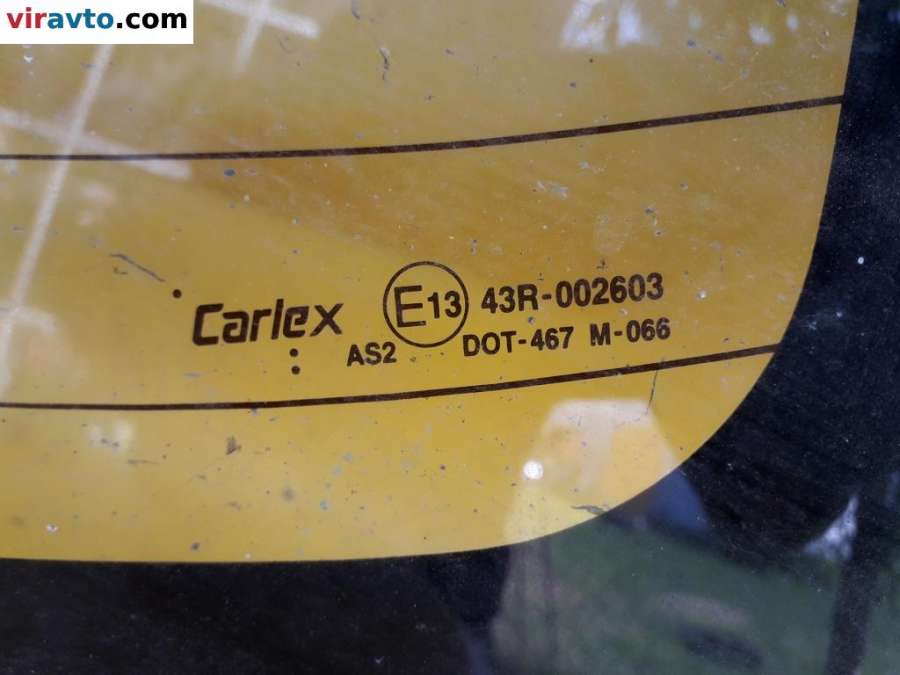 viravto.com
Carlex E13 43R-002603
AS2 DOT-467 M-066